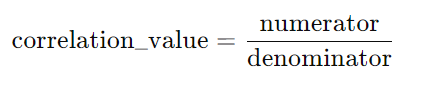 correlation_value = numerator
denominator